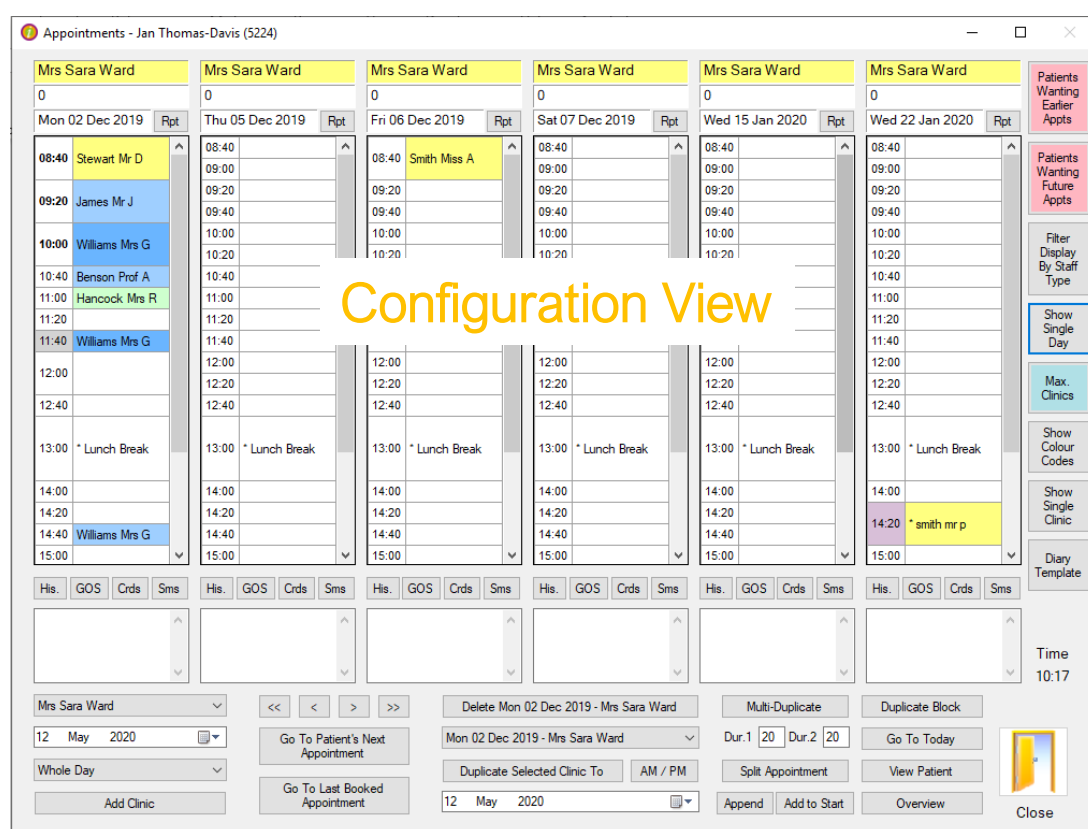 Appointments - Jan Thomas-Davis (5224)
Mrs Sara Ward Mrs Sara Ward Mrs Sara Ward Mrs Sara Ward Mrs Sara Ward Mrs Sara Ward
0 0 0 0 0 0
Mon 02 Dec 2019 Rpt Thu 05 Dec 2019 Rpt Fri 06 Dec 2019 Rpt Sat 07 Dec 2019 Rpt Wed 15 Jan 2020 Rpt Wed 22 Jan 2020 Rpt
08:40 Stewart Mr D
09:20 James Mr J
10:00 Williams Mrs G
10:40 Benson Prof A
11:00 Hancock Mrs R
11:20
11:40 Williams Mrs G
12:00
12:40
13:00 * Lunch Break
14:00
14:20
14:40 Williams Mrs G
15:00
08:40
09:00
09:20
09:40
10:00
10:20
10:40
11:00
11:20
11:40
12:00
12:20
12:40
13:00 * Lunch Break
14:00
14:20
14:40
15:00
08:40 Smith Miss A
09:20
09:40
10:00
10:20
12:00
12:20
12:40
13:00 * Lunch Break
14:00
14:20
14:40
15:00
08:40
09:00
09:20
09:40
10:00
10:20
12:00
12:20
12:40
13:00 * Lunch Break
14:00
14:20
14:40
15:00
08:40
09:00
09:20
09:40
10:00
10:20
12:00
12:20
12:40
13:00 * Lunch Break
14:00
14:20
14:40
15:00
08:40
09:00
09:20
09:40
10:00
10:20
10:40
11:00
11:20
11:40
12:00
12:20
12:40
13:00 * Lunch Break
14:00
14:20 * smith mr p
15:00
Configuration View
His. GOS Crds Sms His. GOS Crds Sms His. GOS Crds Sms His. GOS Crds Sms His. GOS Crds Sms His. GOS Crds Sms
Patients
Wanting
Earlier
Appts
Patients
Wanting
Future
Appts
Filter
Display
By Staff
Type
Show
Single
Day
Max.
Clinics
Show
Colour
Codes
Show
Single
Clinic
Diary
Template
Time
10:17
Mrs Sara Ward
12 May 2020
Whole Day
Add Clinic
<< < > >>
Go To Patient's Next
Appointment
Go To Last Booked
Appointment
Delete Mon 02 Dec 2019 - Mrs Sara Ward
Mon 02 Dec 2019 - Mrs Sara Ward
Duplicate Selected Clinic To AM / PM
12 May 2020
Multi-Duplicate
Dur.1 20 Dur.2 20
Split Appointment
Append Add to Start
Duplicate Block
Go To Today
View Patient
Overview
Close